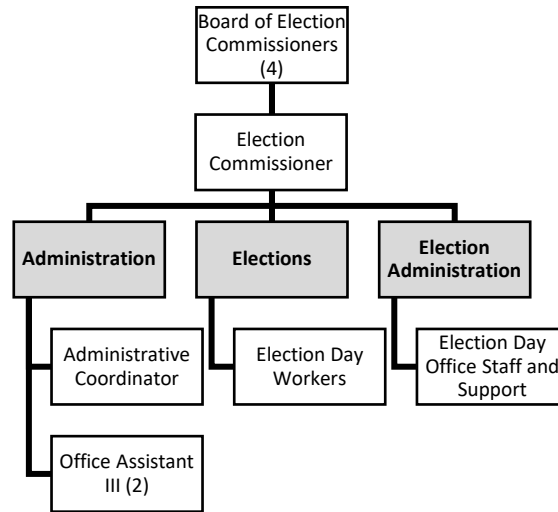 Board of Election
Commissioners
(4)
Election
Commissioner
Administration
Elections
Election
Administration
Administrative
Coordinator
Election Day
Workers
Election Day
Office Staff and
Support
Office Assistant
III (2)